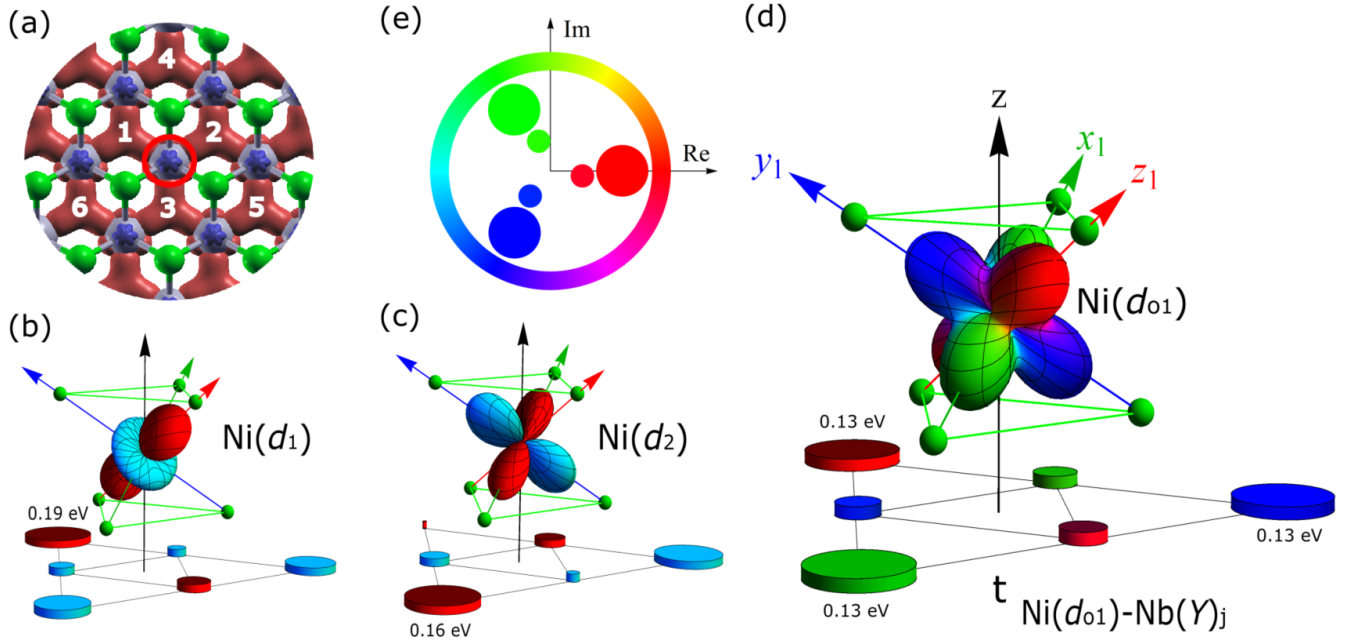 (a)
4
1
2
6
3
5
(e)
Im
Re
(d)
z
x1
z1
y1
Ni(do1)
0.13 eV
0.13 eV
0.13 eV
t Ni(do1)-Nb(Y)j
(b)
Ni(d1)
0.19 eV
(c)
Ni(d2)
0.16 eV